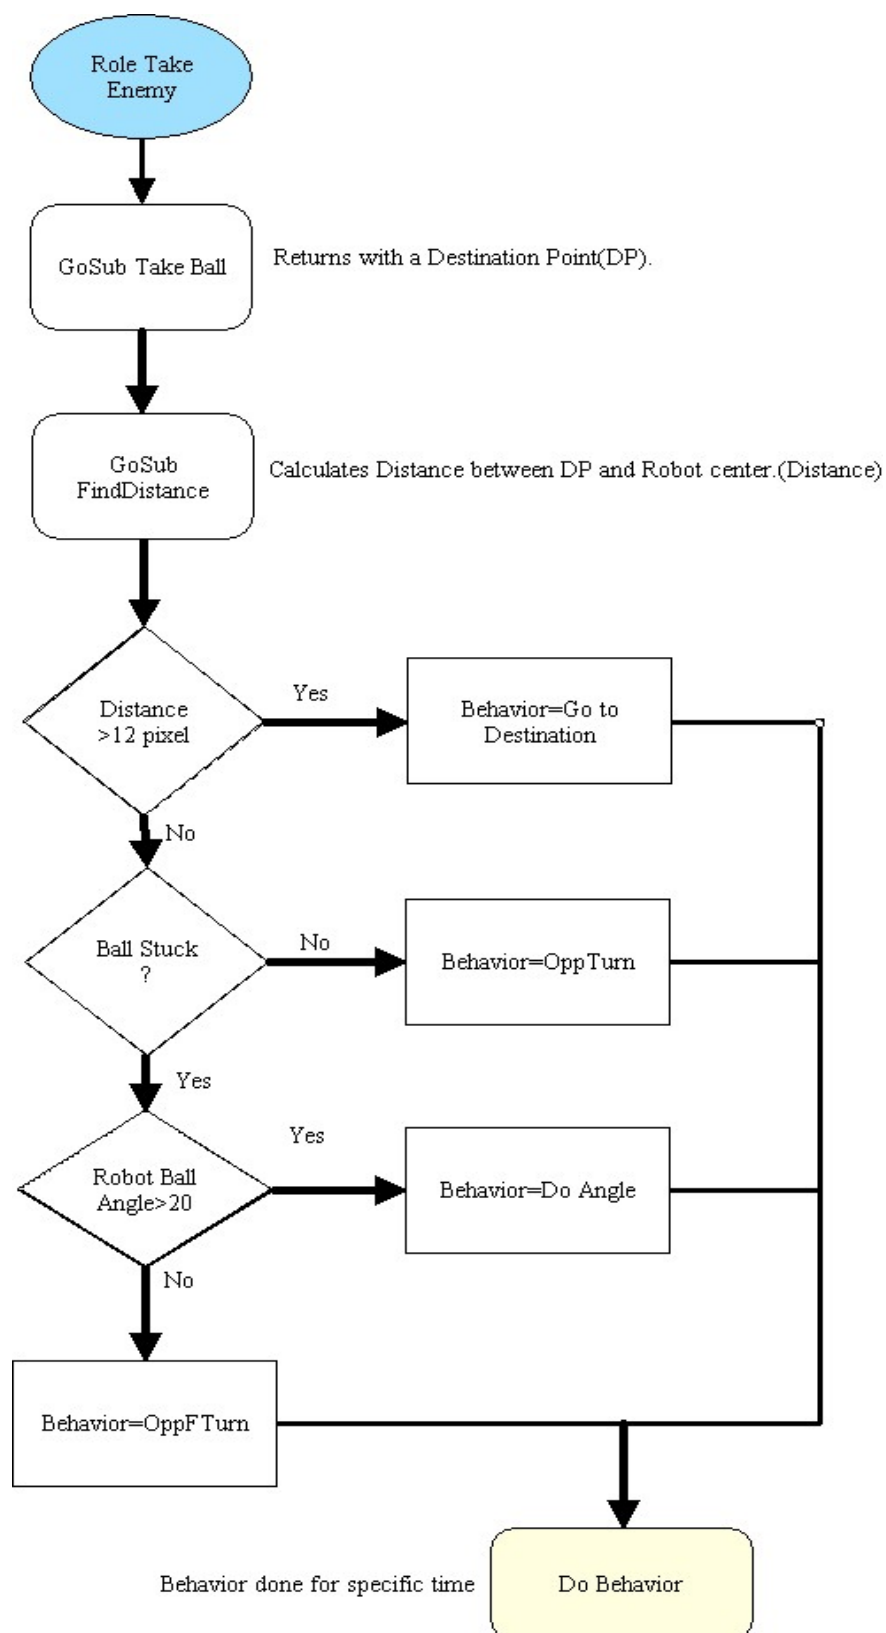 Role Take
Enemy
GoSub Take Ball
Returns with a Destination Point(DP).
GoSub
FindDistance
Calculates Distance between DP and Robot center.(Distance)
Distance
>12 pixel
Yes
Behavior=Go to
Destination
No
Ball Stuck
?
No
Behavior=OppTurn
Yes
Robot Ball
Angle>20
Yes
Behavior=Do Angle
No
Behavior=OppFTurn
Behavior done for specific time
Do Behavior